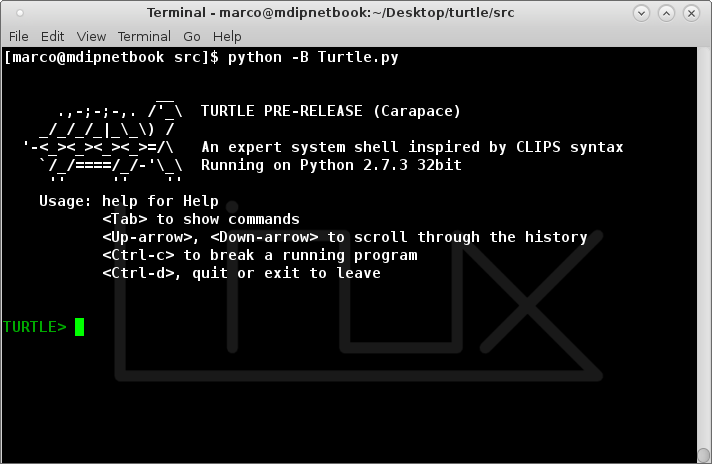 Terminal - marco@mdipnetbook:~/Desktop/turtle/src
File Edit View Terminal Go Help
[marco@mdipnetbook src]$ python -B Turtle.py
TURTLE PRE-RELEASE (Carapace)
An expert system shell inspired by CLIPS syntax
Running on Python 2.7.3 32bit
Usage: help for Help
<Tab> to show commands
<Up-arrow>, <Down-arrow> to scroll through the history
<Ctrl-c> to break a running program
<Ctrl-d>, quit or exit to leave
TURTLE>